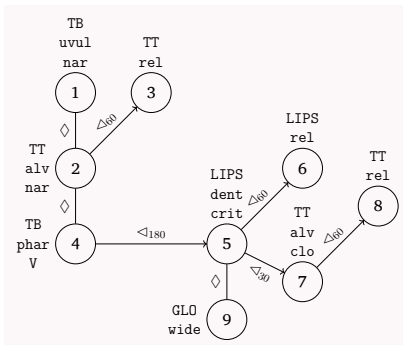 TB
uvul
nar
1
TT
rel
3
◇
◁60
TT
alv
nar
2
◇
TB
phar
V
4
◁180
LIPS
dent
crit
5
◁60
LIPS
rel
6
◁30
TT
alv
clo
7
◁60
TT
rel
8
◇
GLO
wide
9